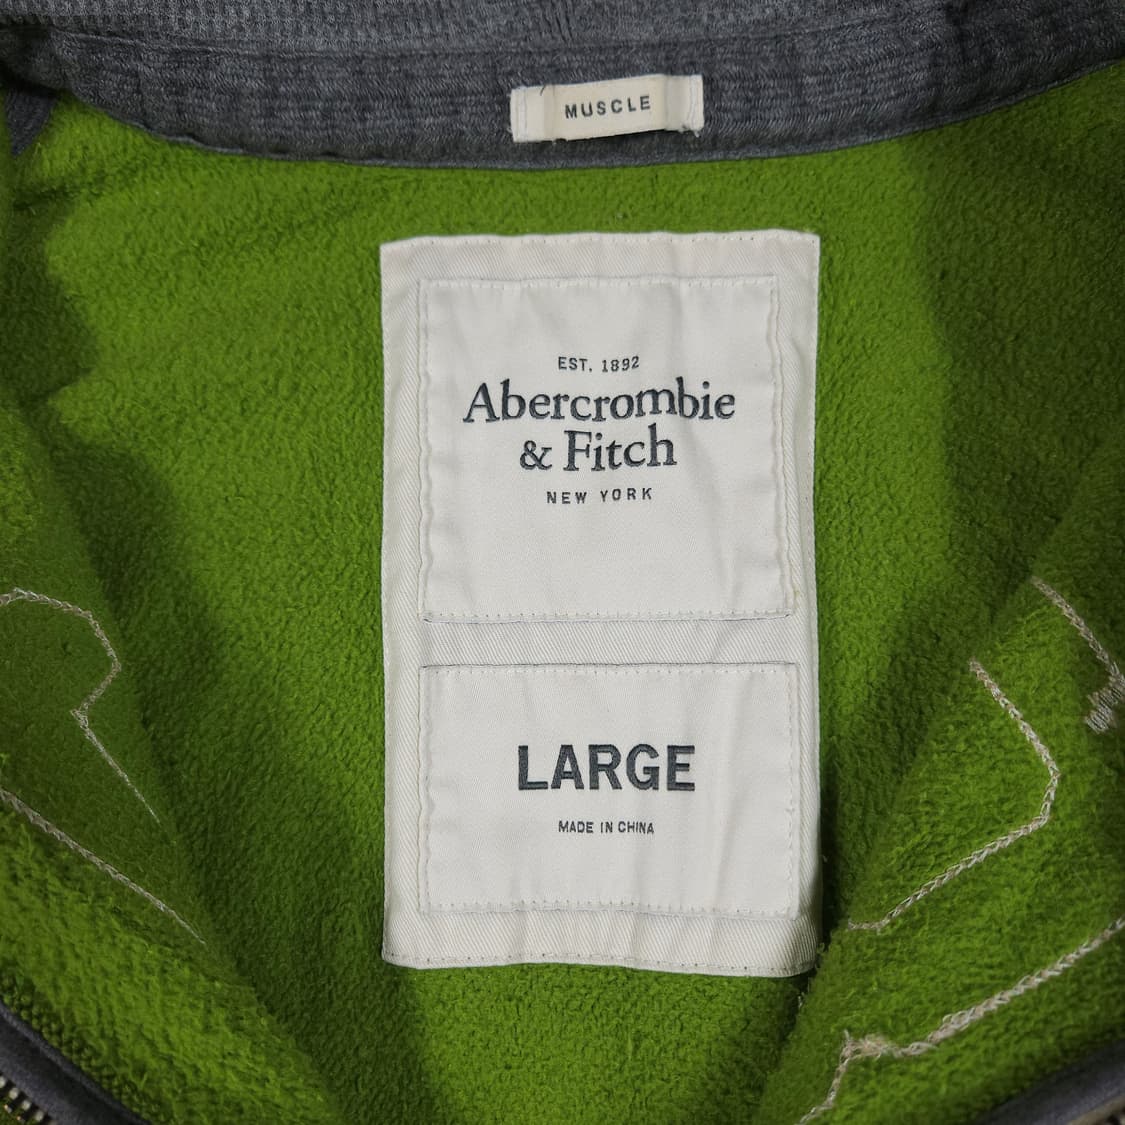 MUSCLE
EST. 1892
Abercrombie
& Fitch
NEW YORK
LARGE
MADE IN CHINA